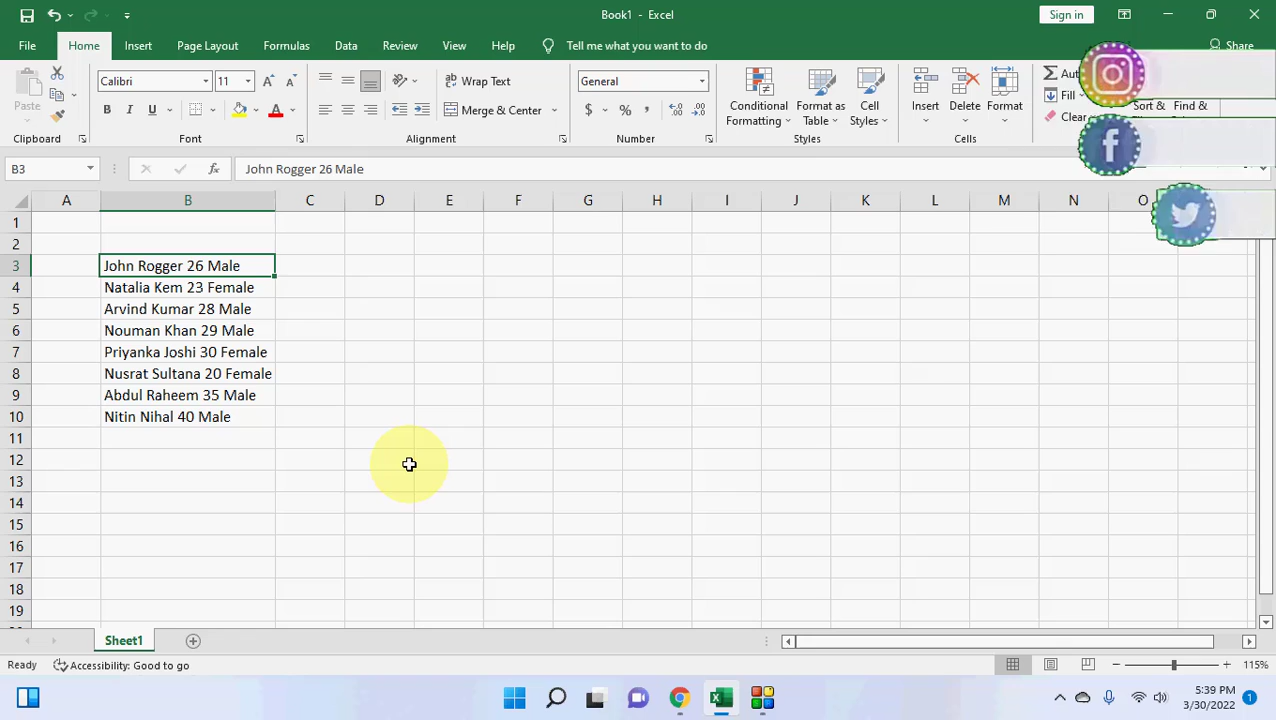 Book1 - Excel
Sign in
File Home Insert Page Layout Formulas Data Review View Help Tell me what you want to do Share
Paste
Clipboard
Calibri 11
B I U A
Font
ab Wrap Text
Merge & Center
Alignment
General
$ % 9
Number
Conditional Formatting
Format as Table
Cell Styles
Styles
Insert Delete Format
Cells
Σ
Fill
Clear
Sort & Find &
B3
fx
John Rogger 26 Male
A B C D E F G H I J K L M N O
1
2
3 John Rogger 26 Male
4 Natalia Kem 23 Female
5 Arvind Kumar 28 Male
6 Nouman Khan 29 Male
7 Priyanka Joshi 30 Female
8 Nusrat Sultana 20 Female
9 Abdul Raheem 35 Male
10 Nitin Nihal 40 Male
11
12
13
14
15
16
17
18
19
Sheet1
Ready Accessibility: Good to go 115%
5:39 PM
3/30/2022
1